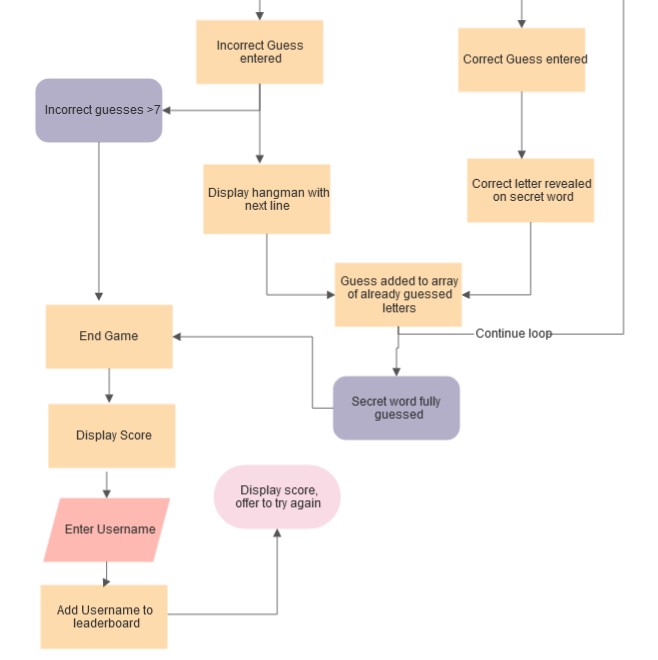 Incorrect Guess
entered
Correct Guess entered
Incorrect guesses >7
Display hangman with
next line
Correct letter revealed
on secret word
Guess added to array
of already guessed
letters
End Game
Continue loop
Secret word fully
guessed
Display Score
Display score,
offer to try again
Enter Username
Add Username to
leaderboard